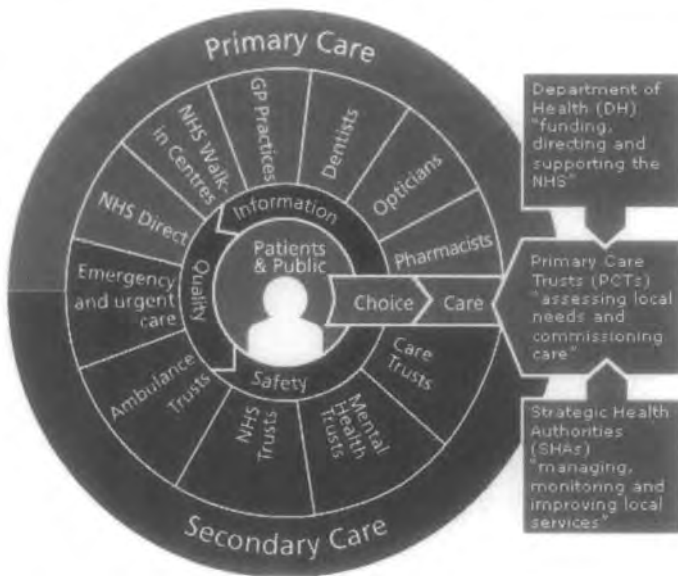 Primary Care
NHS Direct
NHS Walk-
in Centres
GP Practices
Dentists
Opticians
Pharmacists
Emergency
and urgent
care
Ambulance
Trusts
NHS
Trusts
Mental
Health
Trusts
Care
Trusts
Information
Quality
Safety
Patients
& Public
Choice
Care
Secondary Care
Department of
Health (DH)
"funding,
directing and
supporting the
NHS"
Primary Care
Trusts (PCTs)
"assessing local
needs and
commissioning
care"
Strategic Health
Authorities
(SHAs)
"managing,
monitoring and
improving local
services"